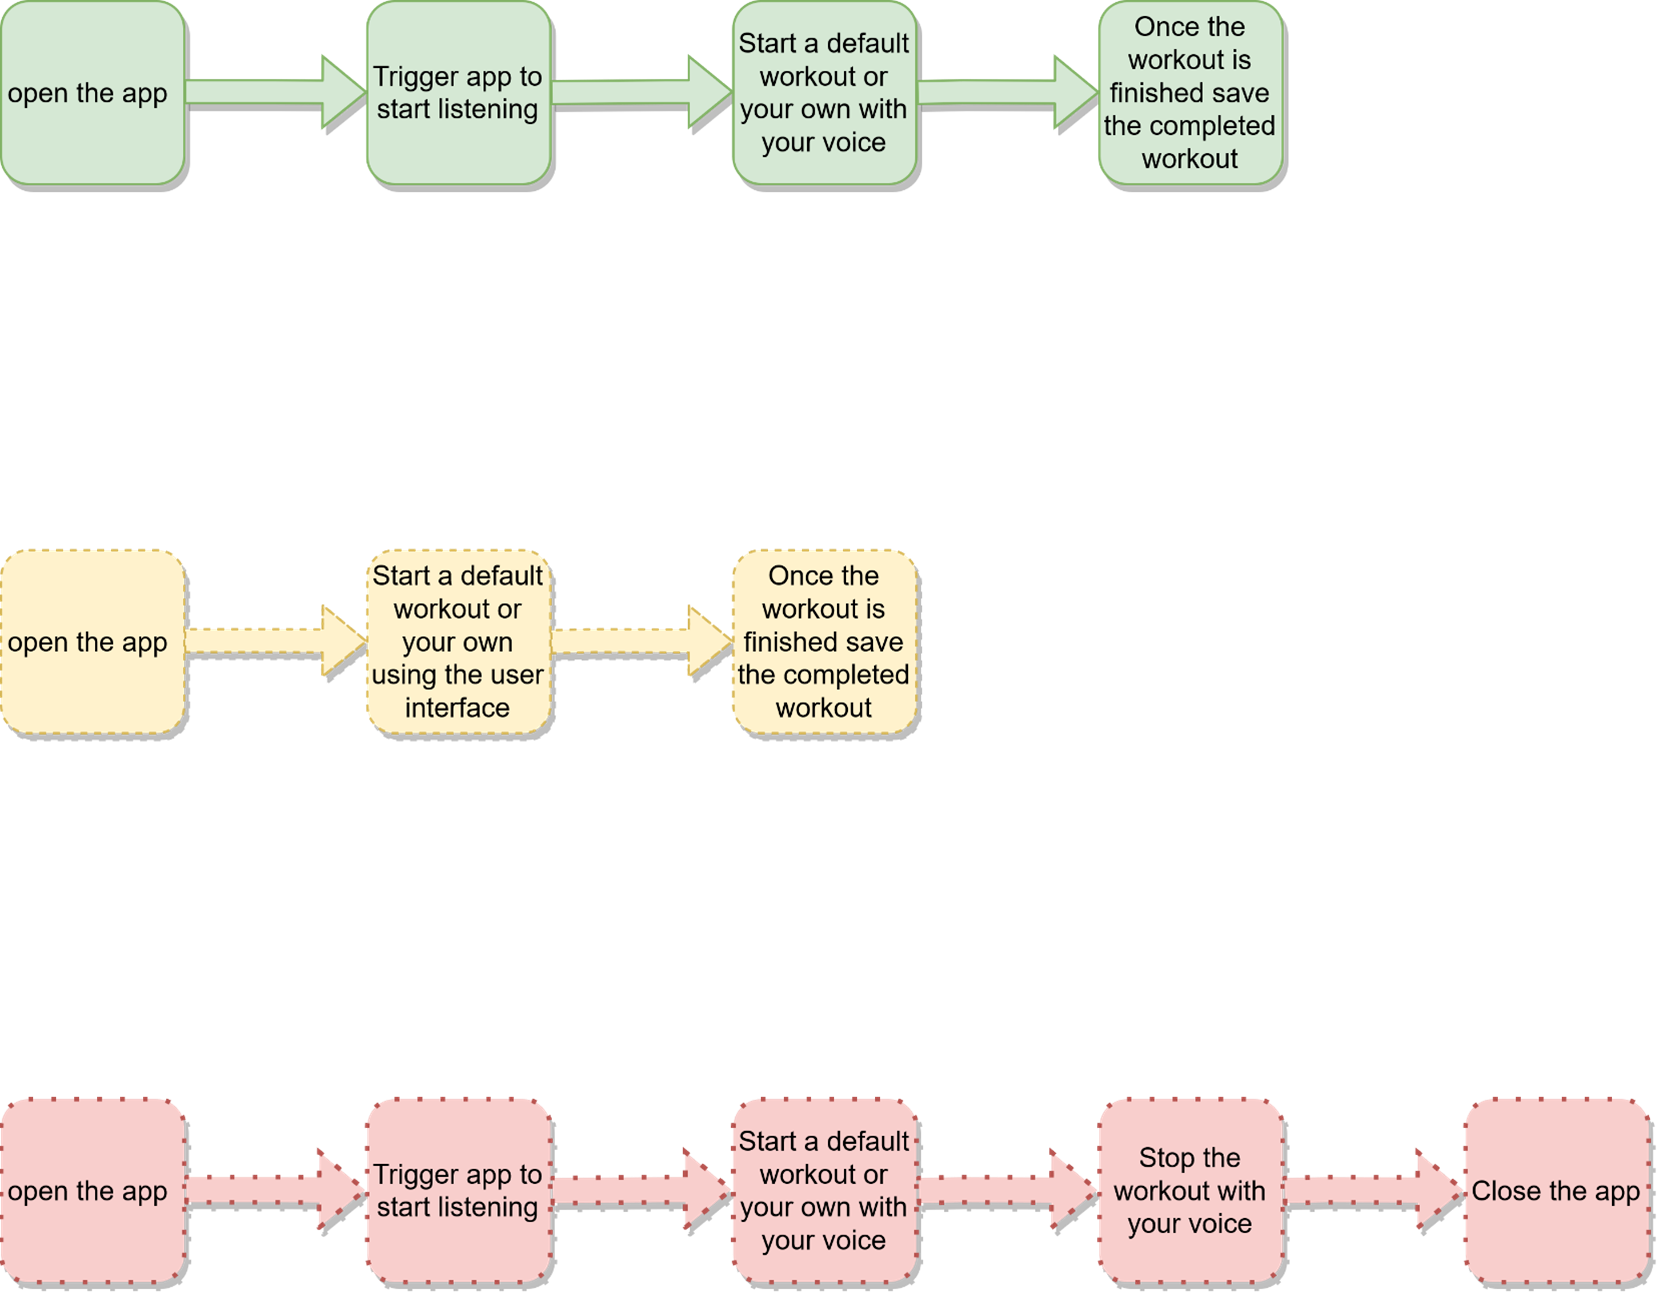 open the app
Trigger app to
start listening
Start a default
workout or
your own with
your voice
Once the
workout is
finished save
the completed
workout
open the app
Start a default
workout or
your own
using the user
interface
Once the
workout is
finished save
the completed
workout
open the app
Trigger app to
start listening
Start a default
workout or
your own with
your voice
Stop the
workout with
your voice
Close the app